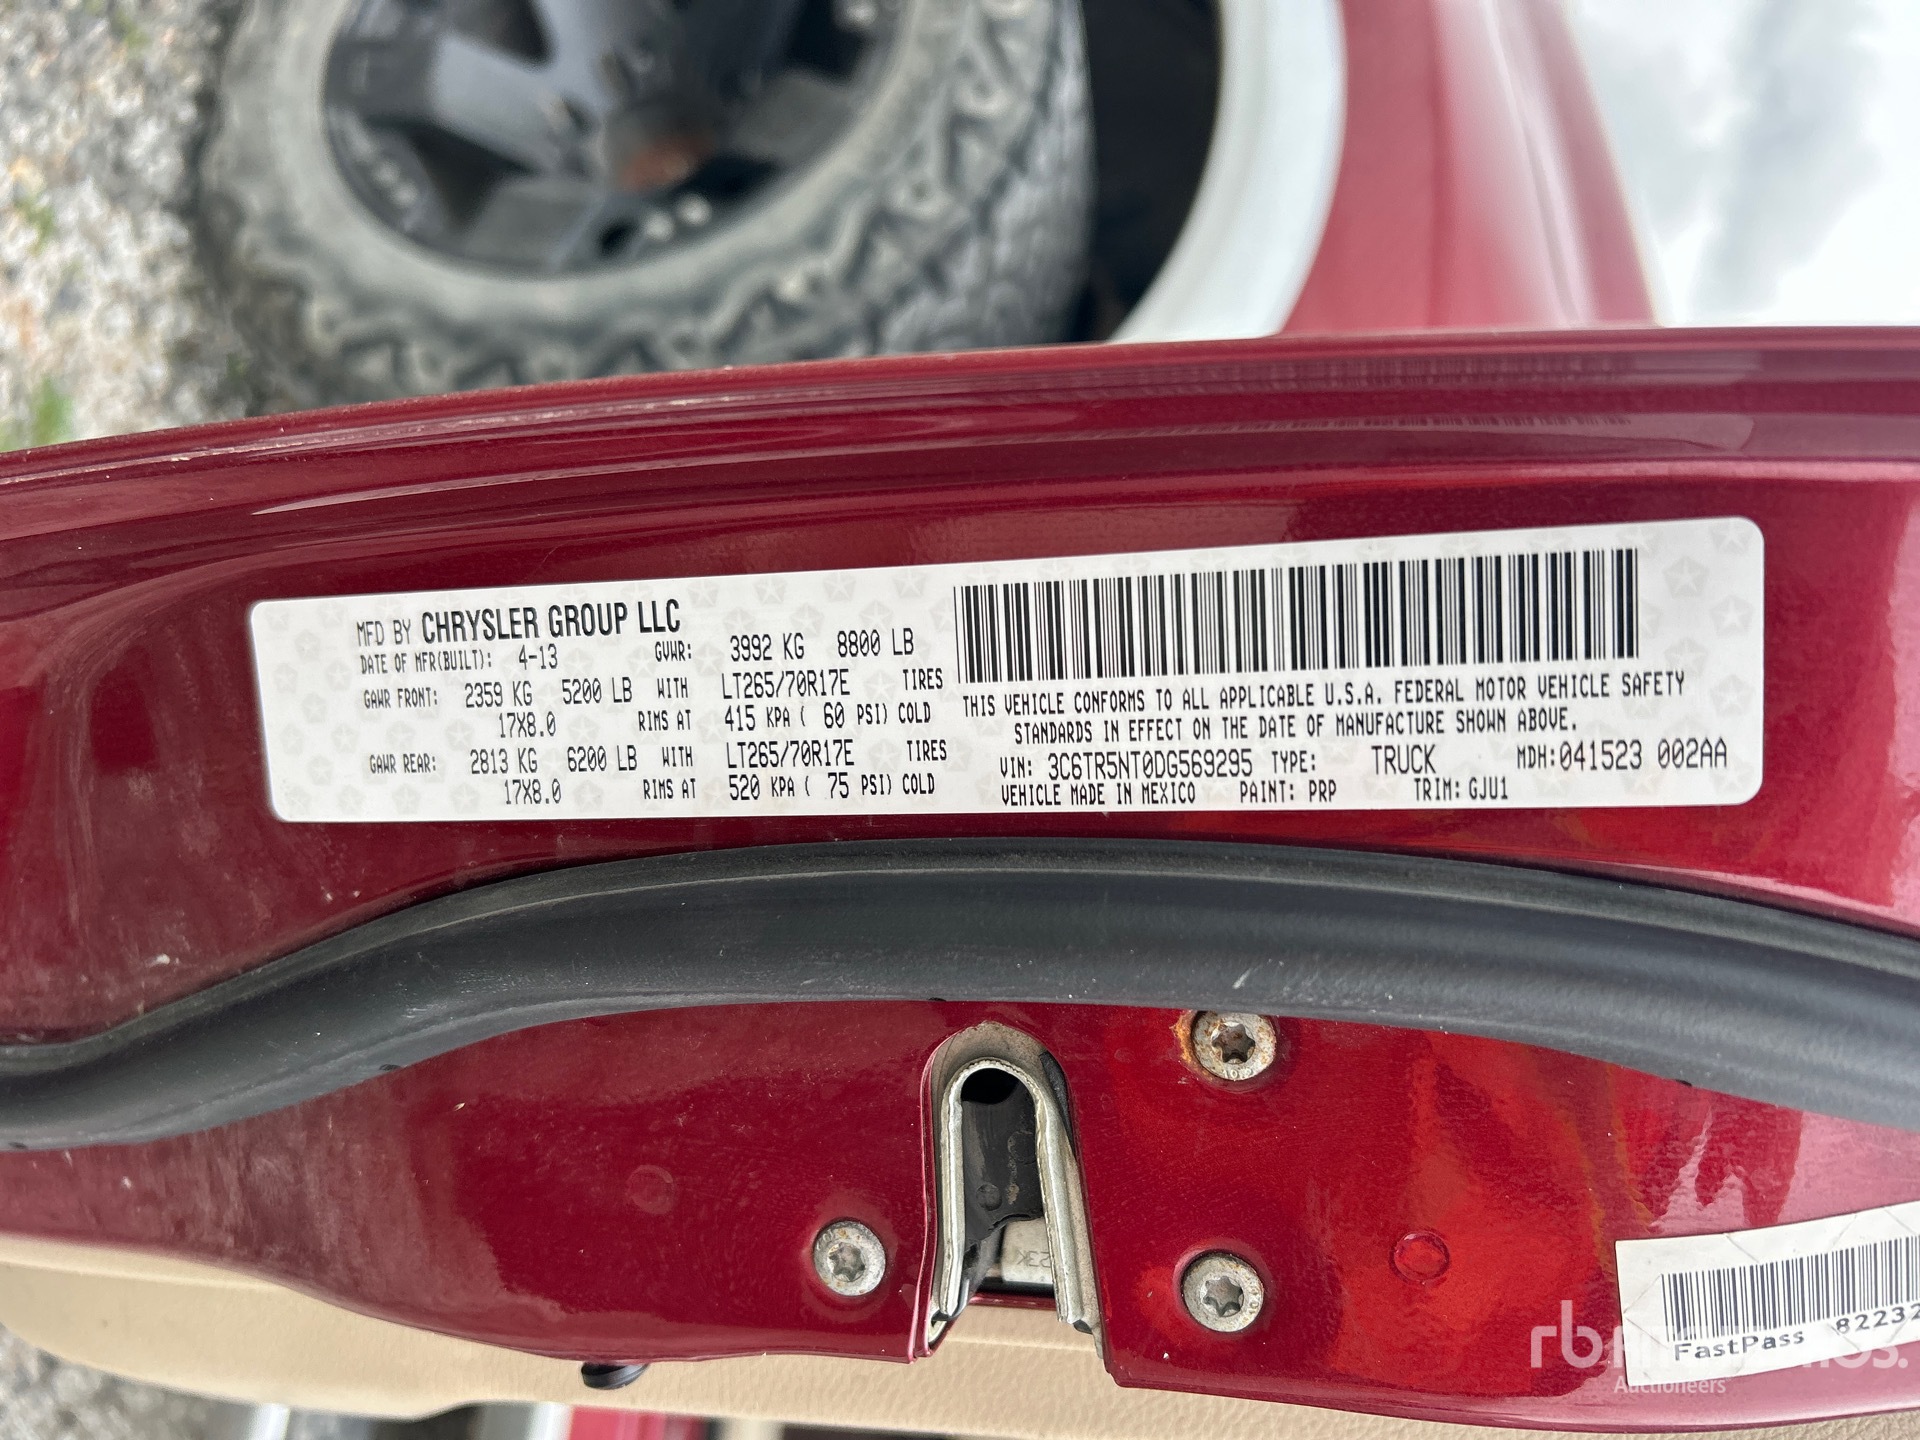 MFD BY CHRYSLER GROUP LLC
DATE OF MFR(BUILT): 4-13 GVWR: 3992 KG 8800 LB
GAWR FRONT: 2359 KG 5200 LB WITH LT265/70R17E TIRES
17X8.0 RIMS AT 415 KPA ( 60 PSI) COLD
GAWR REAR: 2813 KG 6200 LB WITH LT265/70R17E TIRES
17X8.0 RIMS AT 520 KPA ( 75 PSI) COLD
THIS VEHICLE CONFORMS TO ALL APPLICABLE U.S.A. FEDERAL MOTOR VEHICLE SAFETY
STANDARDS IN EFFECT ON THE DATE OF MANUFACTURE SHOWN ABOVE.
VIN: 3C6TR5NT0DG569295 TYPE: TRUCK MDH:041523 002AA
VEHICLE MADE IN MEXICO PAINT: PRP TRIM: GJU1
FastPass 82232
rb
Auctioneers